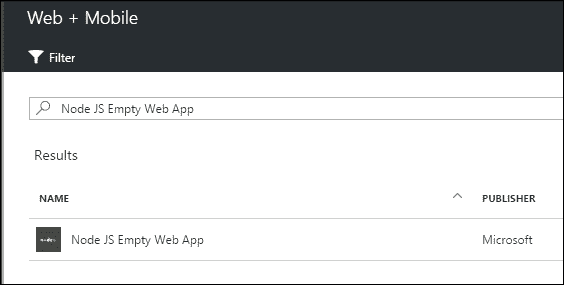 Web + Mobile
Filter
Node JS Empty Web App
Results
NAME PUBLISHER
Node JS Empty Web App Microsoft